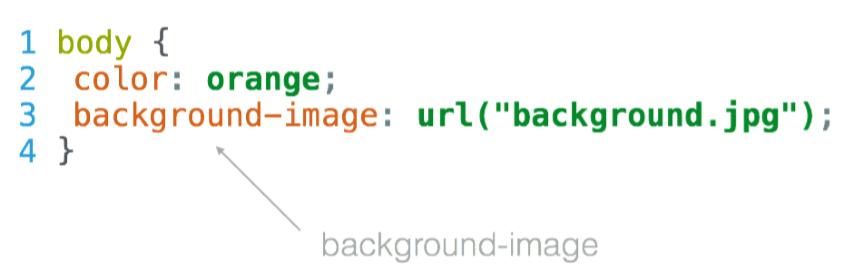 1 body {
2  color: orange;
3  background-image: url("background.jpg");
4 }
background-image